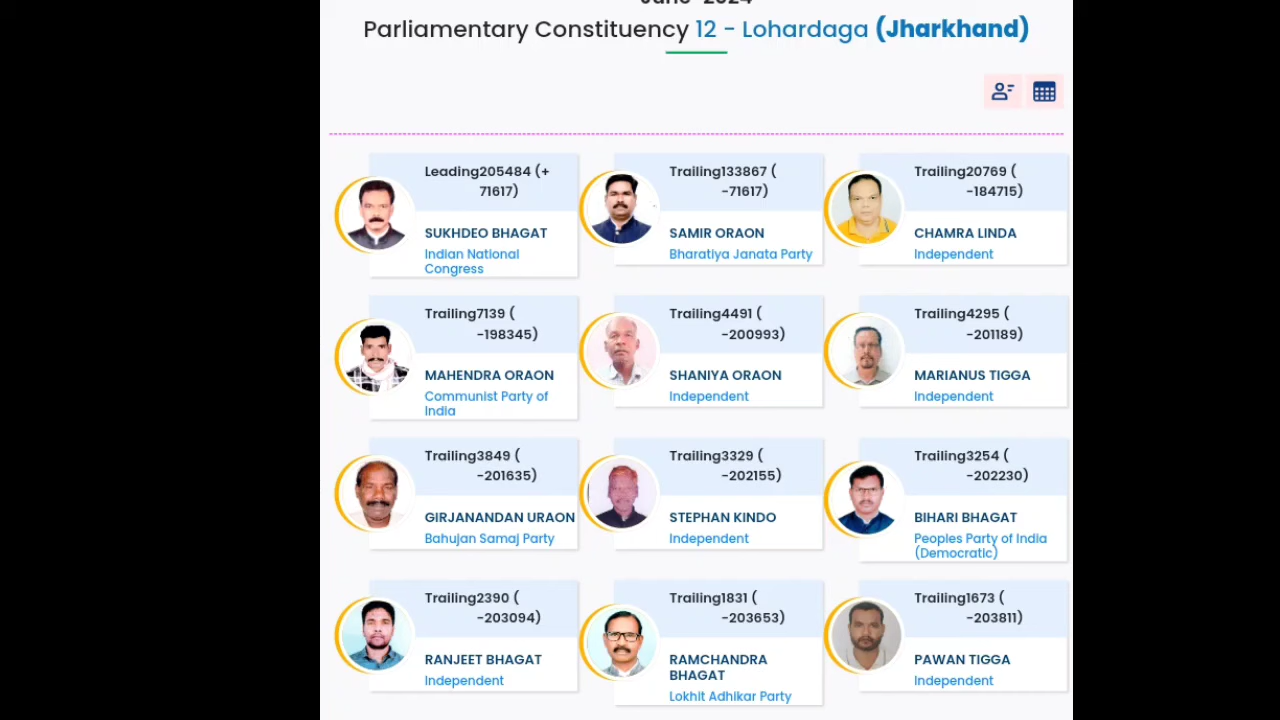 June-2024
Parliamentary Constituency 12 - Lohardaga (Jharkhand)
Leading205484 (+
71617)
SUKHDEO BHAGAT
Indian National
Congress
Trailing133867 (
-71617)
SAMIR ORAON
Bharatiya Janata Party
Trailing20769 (
-184715)
CHAMRA LINDA
Independent
Trailing7139 (
-198345)
MAHENDRA ORAON
Communist Party of
India
Trailing4491 (
-200993)
SHANIYA ORAON
Independent
Trailing4295 (
-201189)
MARIANUS TIGGA
Independent
Trailing3849 (
-201635)
GIRJANANDAN URAON
Bahujan Samaj Party
Trailing3329 (
-202155)
STEPHAN KINDO
Independent
Trailing3254 (
-202230)
BIHARI BHAGAT
Peoples Party of India
(Democratic)
Trailing2390 (
-203094)
RANJEET BHAGAT
Independent
Trailing1831 (
-203653)
RAMCHANDRA
BHAGAT
Lokhit Adhikar Party
Trailing1673 (
-203811)
PAWAN TIGGA
Independent